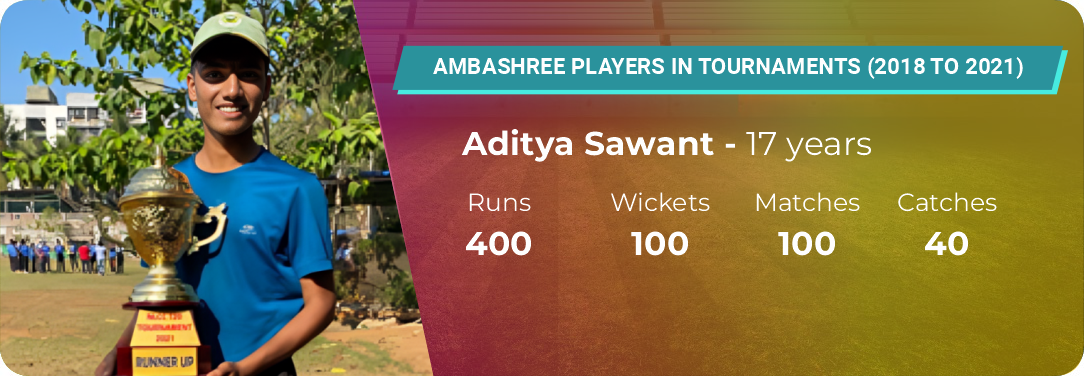 AMBASHREE PLAYERS IN TOURNAMENTS (2018 TO 2021)
Aditya Sawant - 17 years
Runs Wickets Matches Catches
400 100 100 40
TOURNAMENT
2021
RUNNER UP